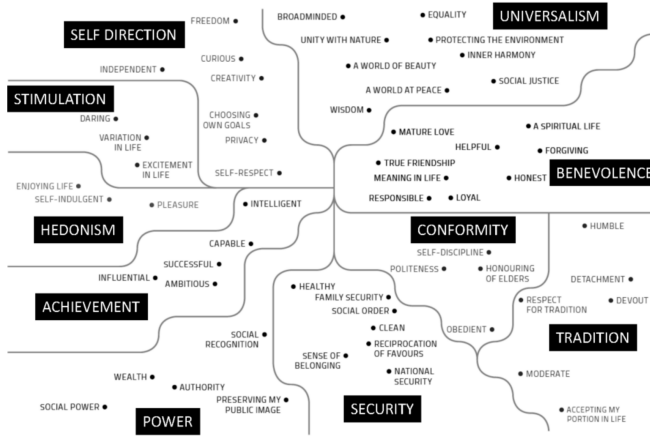 SELF DIRECTION
FREEDOM
CURIOUS
INDEPENDENT
CREATIVITY
CHOOSING
OWN GOALS
PRIVACY
SELF-RESPECT
STIMULATION
DARING
VARIATION
IN LIFE
EXCITEMENT
IN LIFE
HEDONISM
ENJOYING LIFE
SELF-INDULGENT
PLEASURE
ACHIEVEMENT
INTELLIGENT
CAPABLE
SUCCESSFUL
INFLUENTIAL
AMBITIOUS
POWER
SOCIAL
RECOGNITION
WEALTH
AUTHORITY
SOCIAL POWER
PRESERVING MY
PUBLIC IMAGE
UNIVERSALISM
BROADMINDED
EQUALITY
UNITY WITH NATURE
PROTECTING THE ENVIRONMENT
INNER HARMONY
A WORLD OF BEAUTY
SOCIAL JUSTICE
A WORLD AT PEACE
WISDOM
BENEVOLENCE
A SPIRITUAL LIFE
MATURE LOVE
HELPFUL
FORGIVING
TRUE FRIENDSHIP
MEANING IN LIFE
HONEST
RESPONSIBLE
LOYAL
CONFORMITY
SELF-DISCIPLINE
POLITENESS
HONOURING
OF ELDERS
OBEDIENT
TRADITION
HUMBLE
DETACHMENT
RESPECT
FOR TRADITION
DEVOUT
MODERATE
ACCEPTING MY
PORTION IN LIFE
SECURITY
HEALTHY
FAMILY SECURITY
SOCIAL ORDER
CLEAN
RECIPROCATION
OF FAVOURS
SENSE OF
BELONGING
NATIONAL
SECURITY